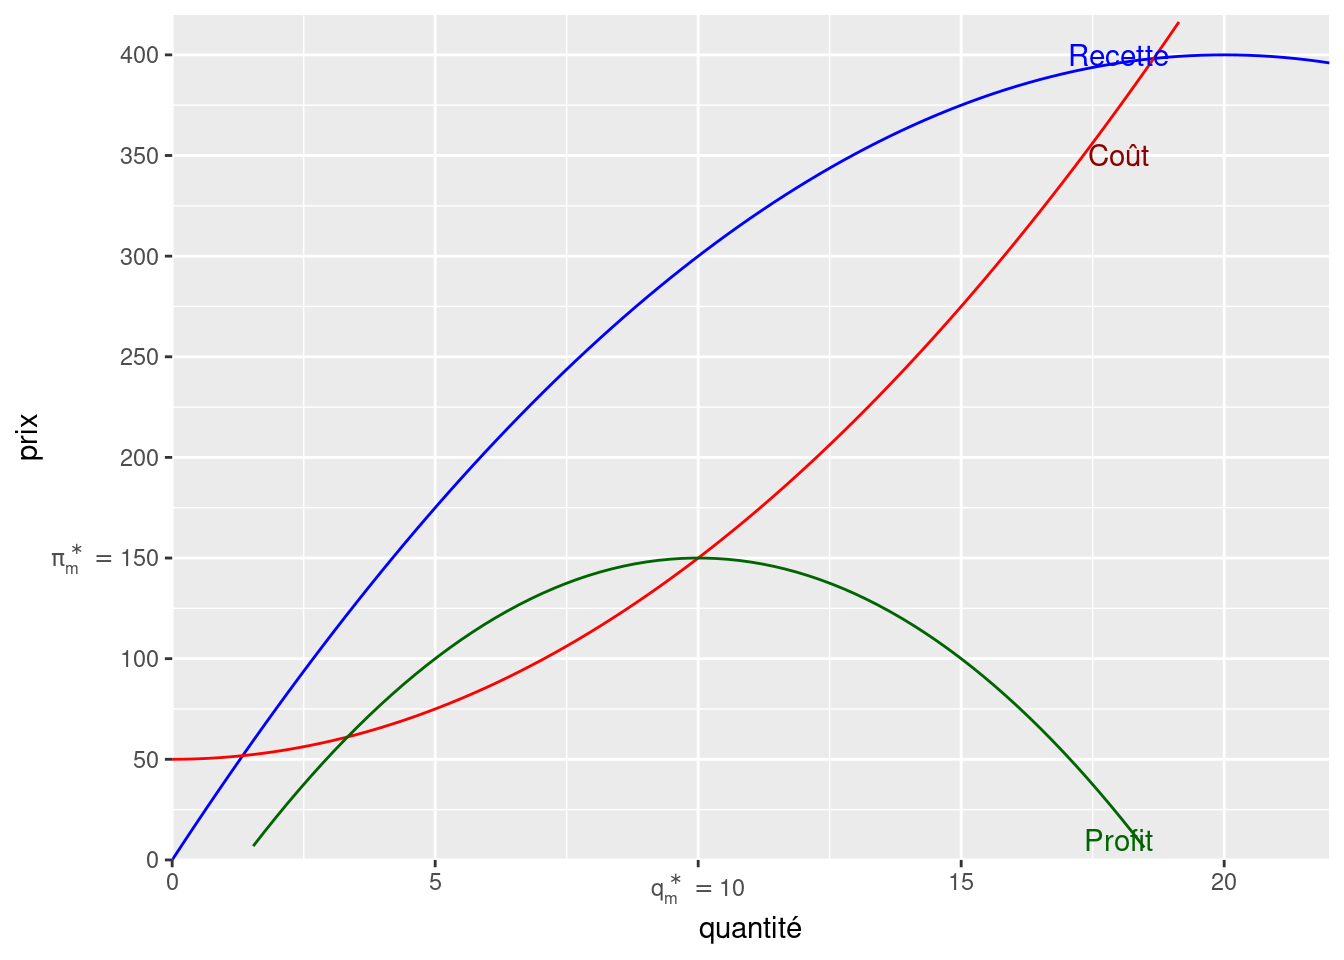 400
350
300
250
200
π*m = 150
100
50
0
prix
Recette
Coût
Profit
0 5 q*m = 10 15 20
quantité